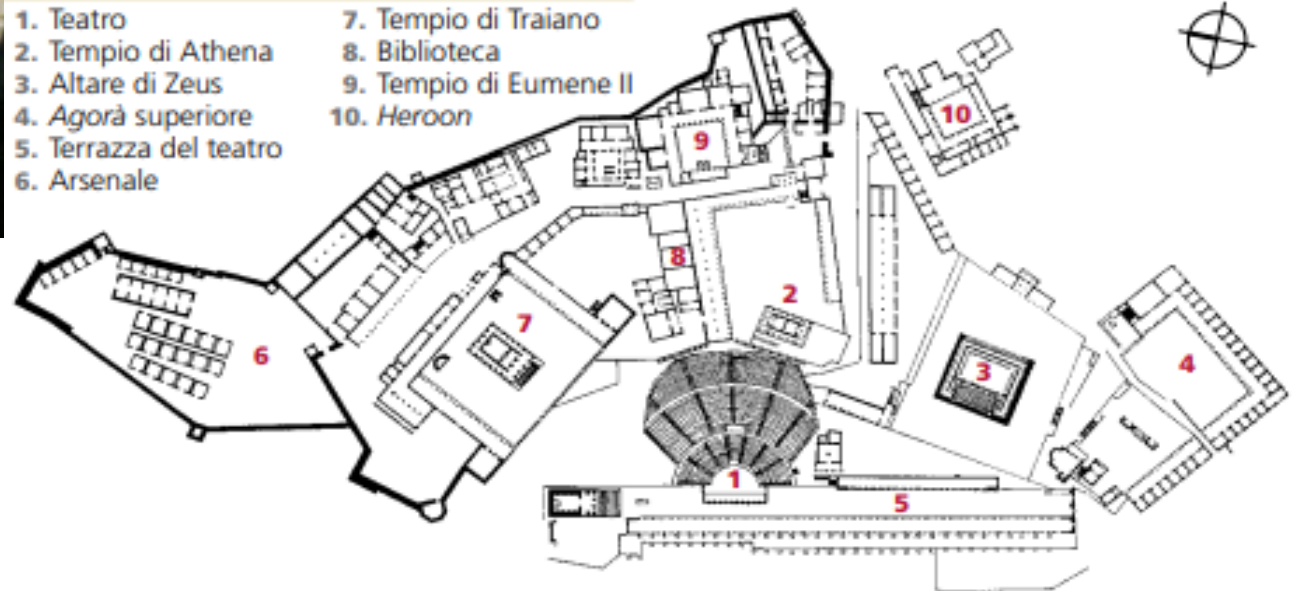 1. Teatro
2. Tempio di Athena
3. Altare di Zeus
4. Agorà superiore
5. Terrazza del teatro
6. Arsenale
7. Tempio di Traiano
8. Biblioteca
9. Tempio di Eumene II
10. Heroon
10
9
8
2
7
6
3
4
1
5